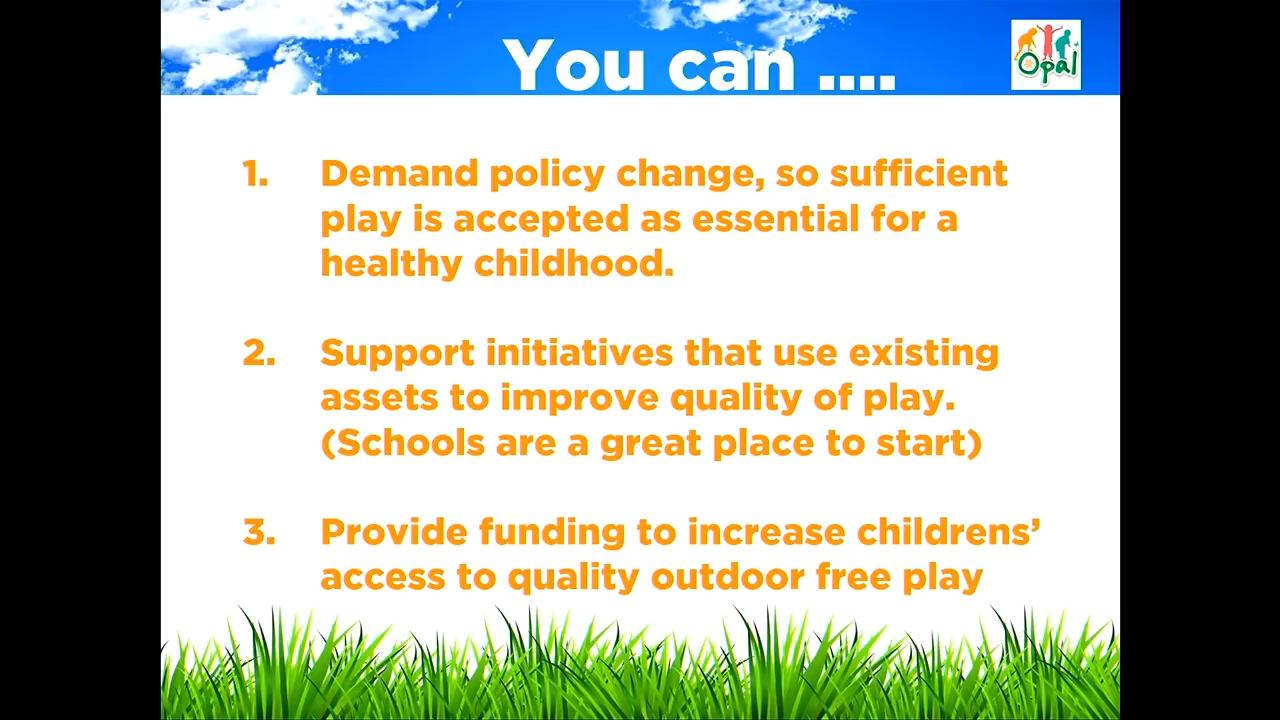 You can ....
Opal
1. Demand policy change, so sufficient
play is accepted as essential for a
healthy childhood.
2. Support initiatives that use existing
assets to improve quality of play.
(Schools are a great place to start)
3. Provide funding to increase childrens’
access to quality outdoor free play